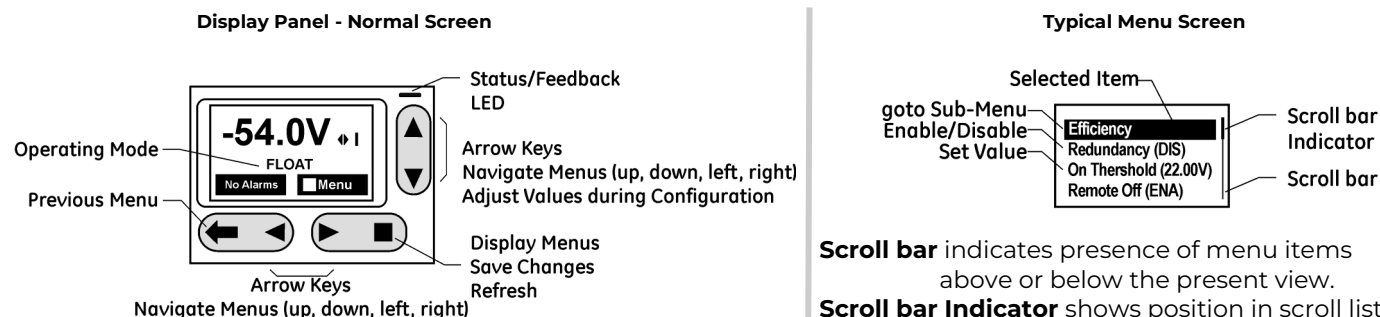 Display Panel - Normal Screen
Status/Feedback
LED
-54.0V
FLOAT
No Alarms
Menu
Operating Mode
Previous Menu
Arrow Keys
Navigate Menus (up, down, left, right)
Adjust Values during Configuration
Display Menus
Save Changes
Refresh
Arrow Keys
Navigate Menus (up, down, left, right)
Typical Menu Screen
Selected Item
goto Sub-Menu
Enable/Disable
Set Value
Efficiency
Redundancy (DIS)
On Thershold (22.00V)
Remote Off (ENA)
Scroll bar
Indicator
Scroll bar
Scroll bar indicates presence of menu items
above or below the present view.
Scroll bar Indicator shows position in scroll list